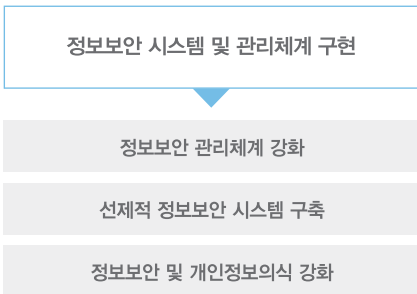 정보보안 시스템 및 관리체계 구현
정보보안 관리체계 강화
선제적 정보보안 시스템 구축
정보보안 및 개인정보의식 강화